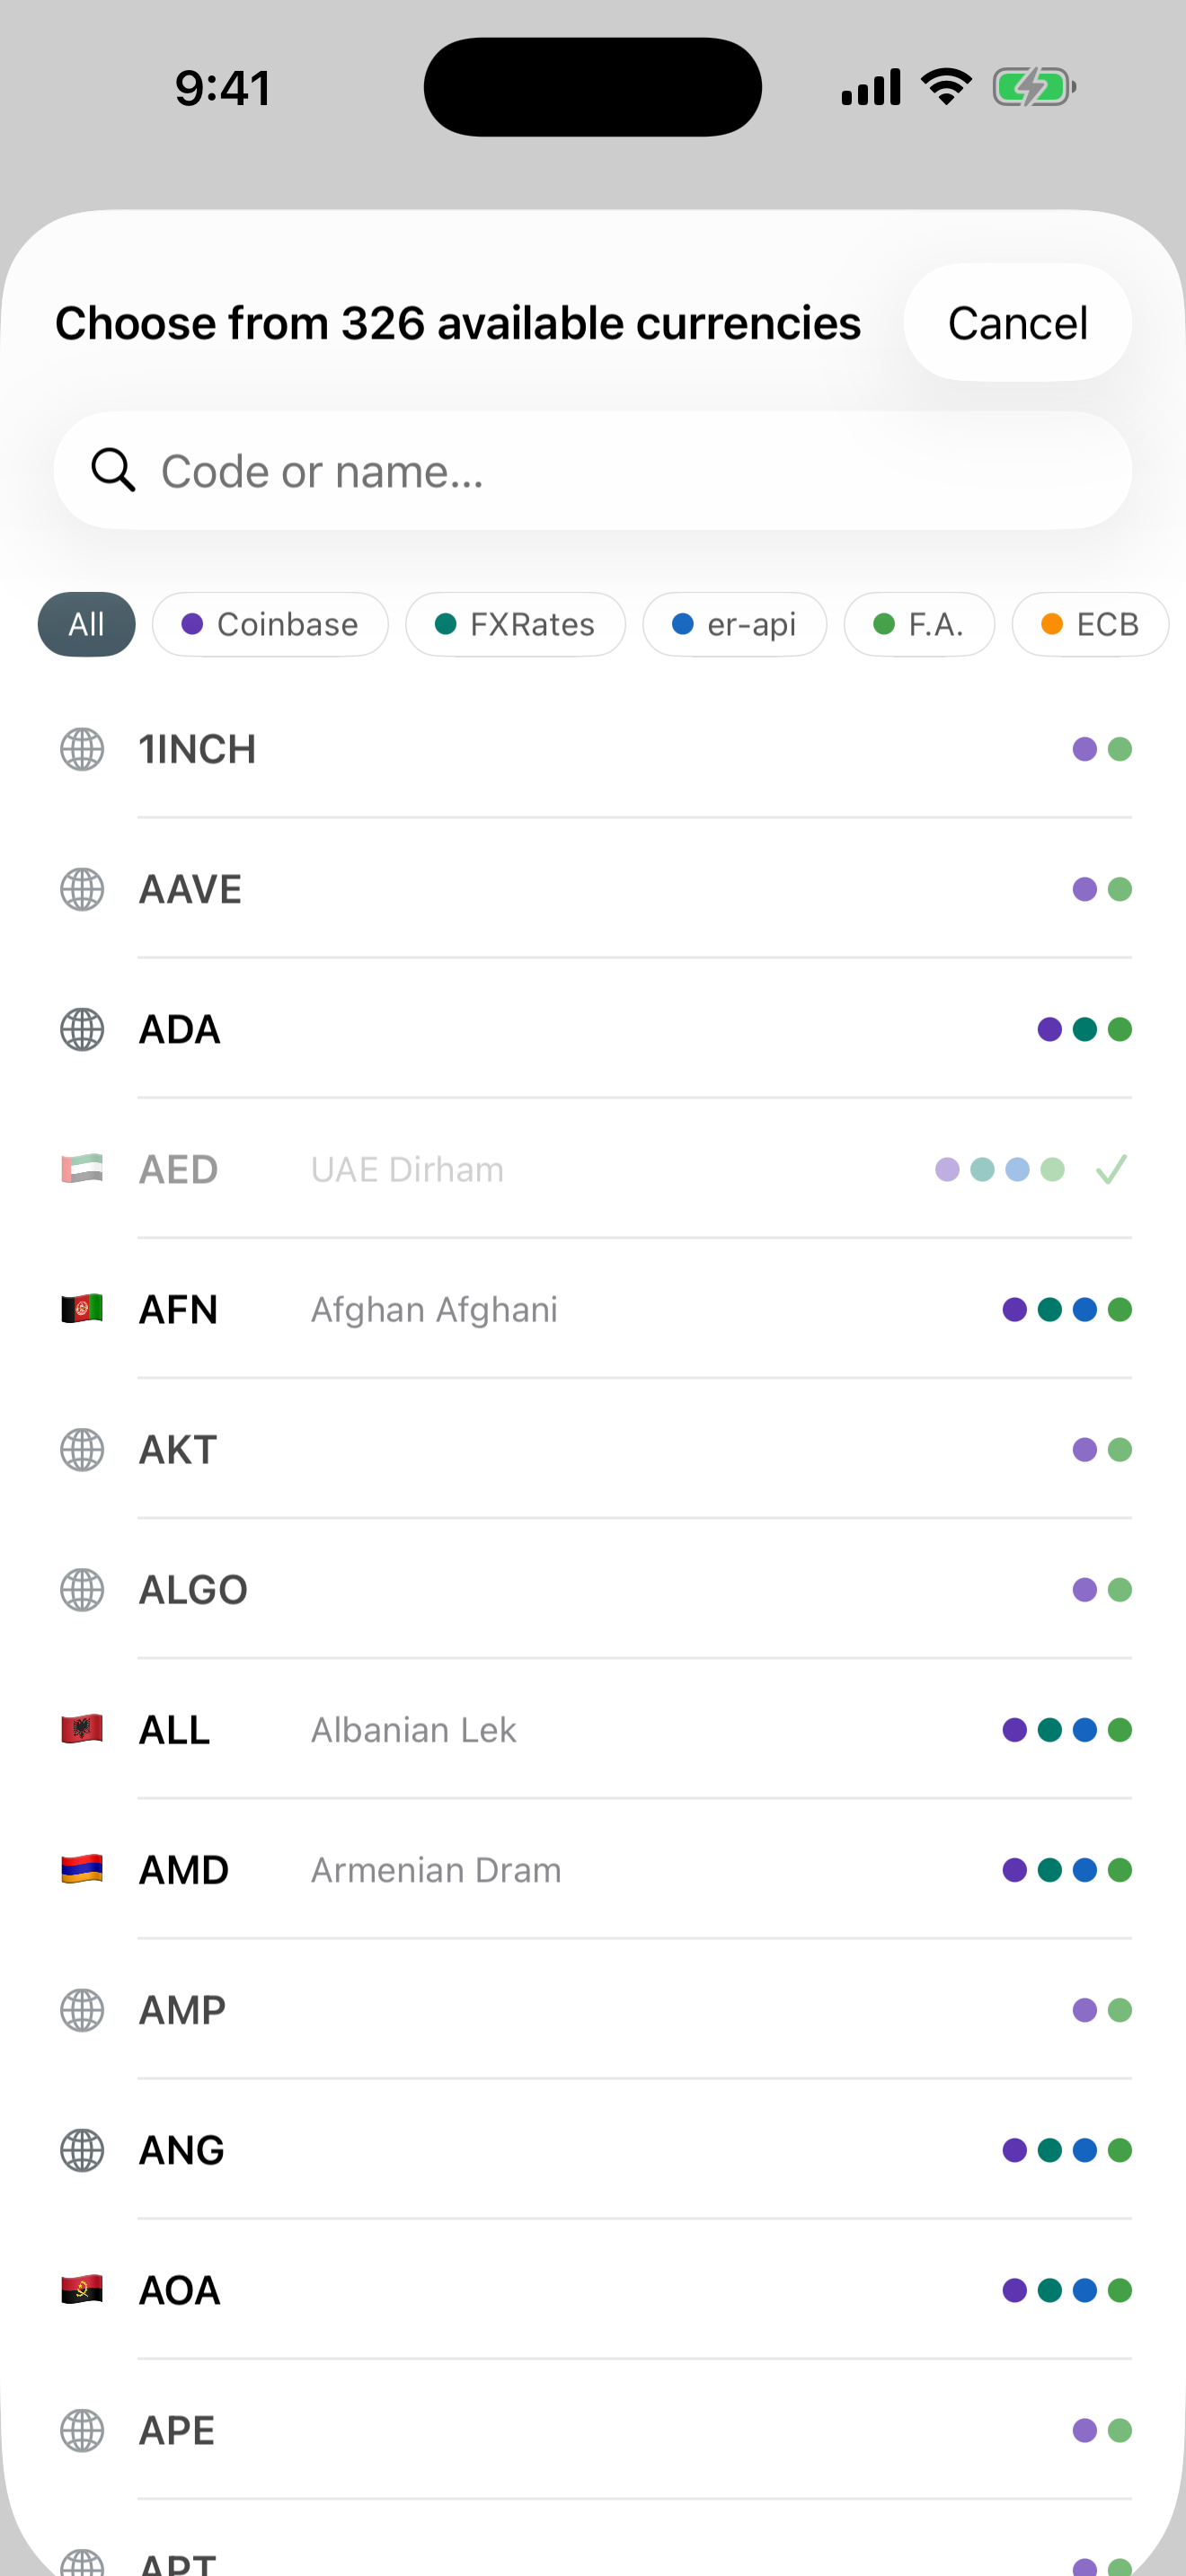 9:41
Choose from 326 available currencies
Cancel
Code or name...
All
Coinbase
FXRates
er-api
F.A.
ECB
1INCH
AAVE
ADA
AED UAE Dirham
AFN Afghan Afghani
AKT
ALGO
ALL Albanian Lek
AMD Armenian Dram
AMP
ANG
AOA
APE
APT